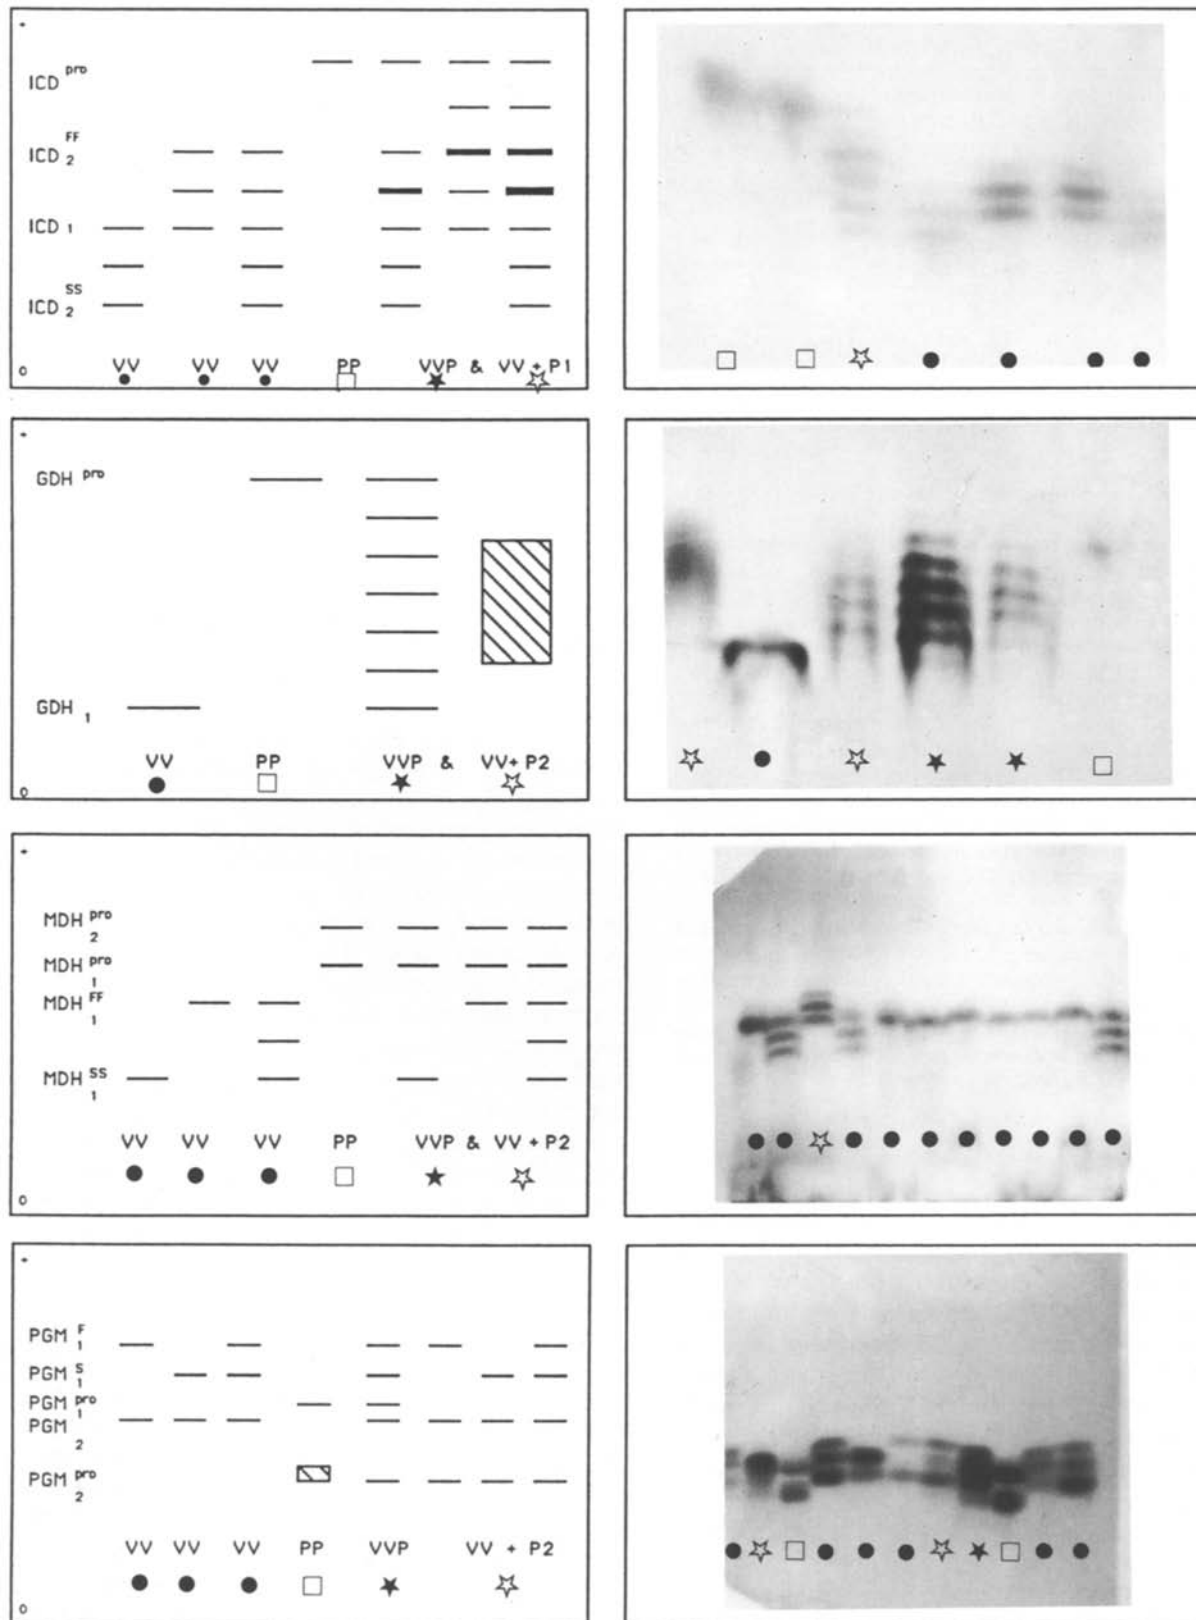 +
ICD pro
ICD FF 2
ICD 1
ICD SS 2
VV VV VV PP VVP & VV + P1
o
+
GDH pro
GDH 1
VV PP VVP & VV+ P2
o
+
MDH pro 2
MDH pro 1
MDH FF 1
MDH SS 1
VV VV VV PP VVP & VV + P2
o
+
PGM F 1
PGM S 1
PGM pro 1
PGM 2
PGM pro 2
VV VV VV PP VVP VV + P2
o